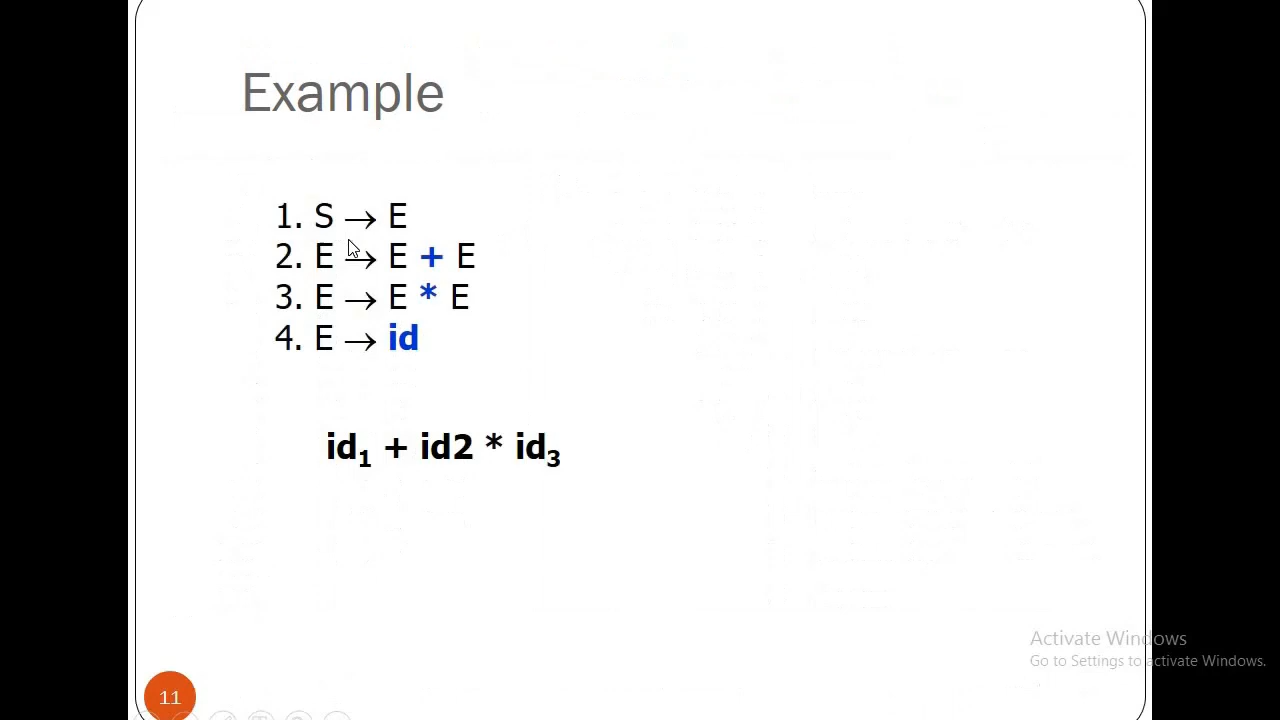 Example
1. S → E
2. E → E + E
3. E → E * E
4. E → id
id₁ + id2 * id₃
Activate Windows
Go to Settings to activate Windows.
11